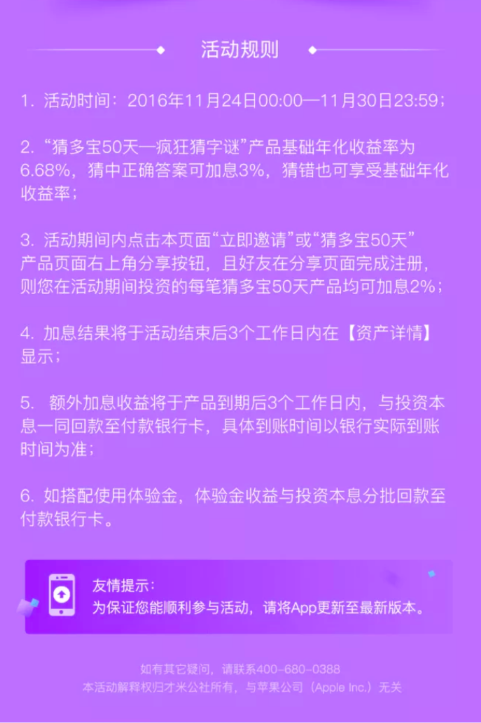 活动规则
1. 活动时间：2016年11月24日00:00—11月30日23:59；
2. “猜多宝50天—疯狂猜字谜”产品基础年化收益率为
6.68%，猜中正确答案可加息3%，猜错也可享受基础年化
收益率；
3. 活动期间内点击本页面“立即邀请”或“猜多宝50天”
产品页面右上角分享按钮，且好友在分享页面完成注册，
则您在活动期间投资的每笔猜多宝50天产品均可加息2%；
4. 加息结果将于活动结束后3个工作日内在【资产详情】
显示；
5. 额外加息收益将于产品到期后3个工作日内，与投资本
息一同回款至付款银行卡，具体到账时间以银行实际到账
时间为准；
6. 如搭配使用体验金，体验金收益与投资本息分批回款至
付款银行卡。
友情提示：
为保证您能顺利参与活动，请将App更新至最新版本。
如有其它疑问，请联系400-680-0388
本活动解释权归才米公社所有，与苹果公司（Apple Inc.）无关